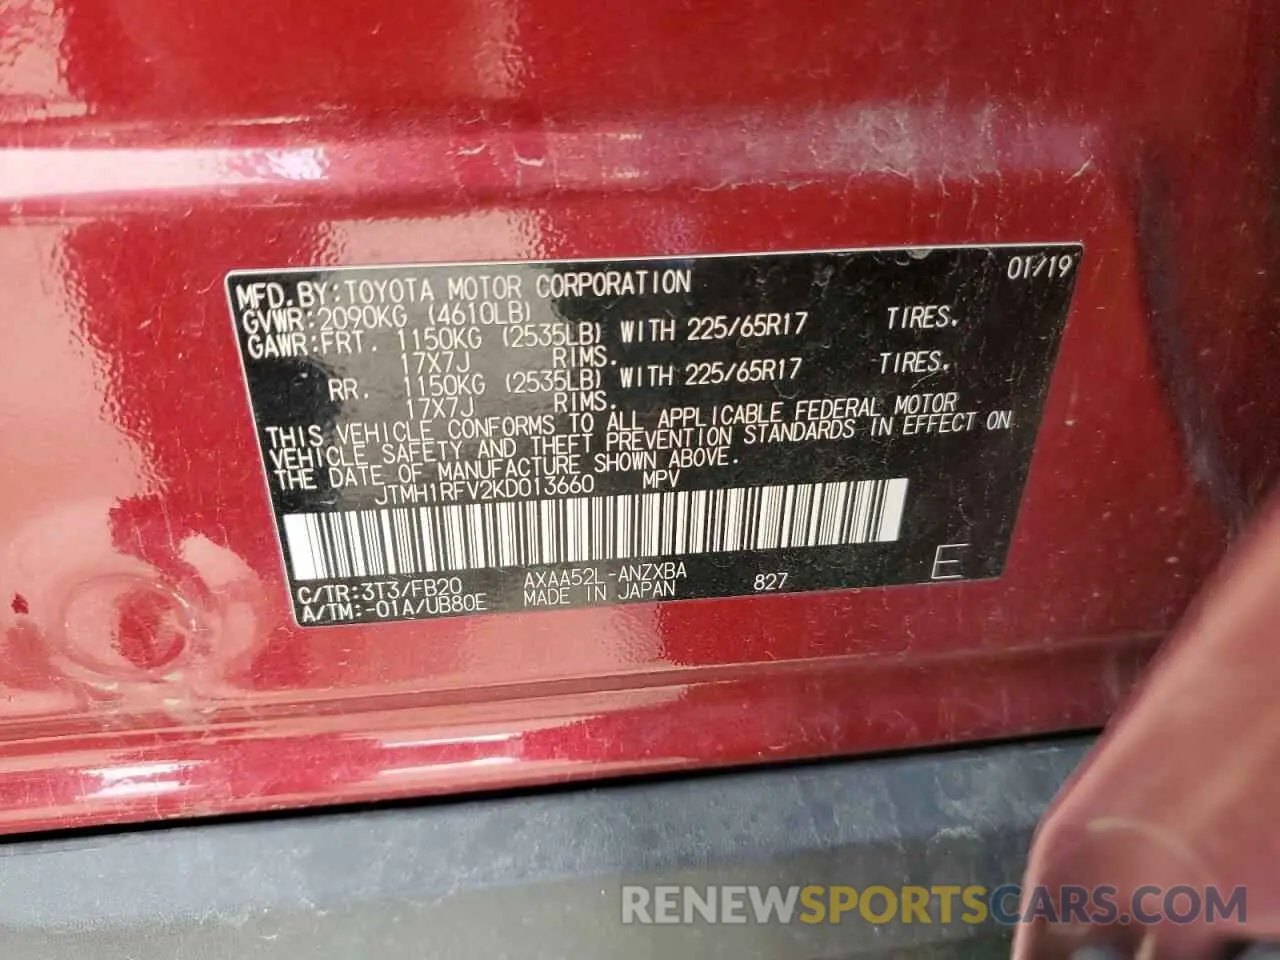 MFD.BY:TOYOTA MOTOR CORPORATION 01/19
GVWR:2090KG (4610LB)
GAWR:FRT. 1150KG (2535LB) WITH 225/65R17 TIRES.
17X7J RIMS.
RR. 1150KG (2535LB) WITH 225/65R17 TIRES.
17X7J RIMS.
THIS VEHICLE CONFORMS TO ALL APPLICABLE FEDERAL MOTOR
VEHICLE SAFETY AND THEFT PREVENTION STANDARDS IN EFFECT ON
THE DATE OF MANUFACTURE SHOWN ABOVE.
JTMH1RFV2KD013660 MPV
C/TR:3T3/FB20 AXAA52L-ANZXBA 827 E
A/TM:-01A/UB80E MADE IN JAPAN
RENEWSPORTSCARS.COM